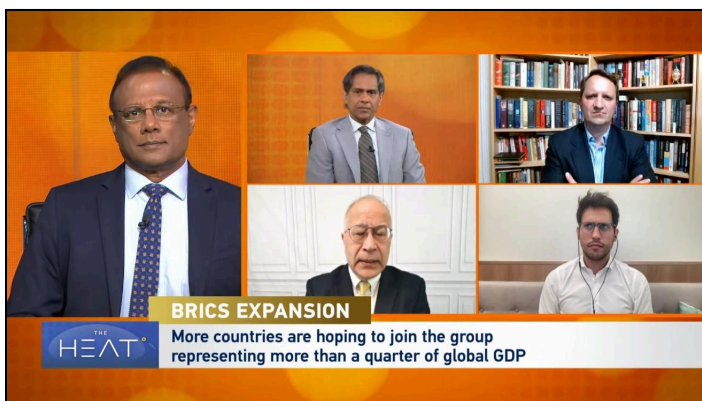 BRICS EXPANSION
THE
HEAT
More countries are hoping to join the group
representing more than a quarter of global GDP